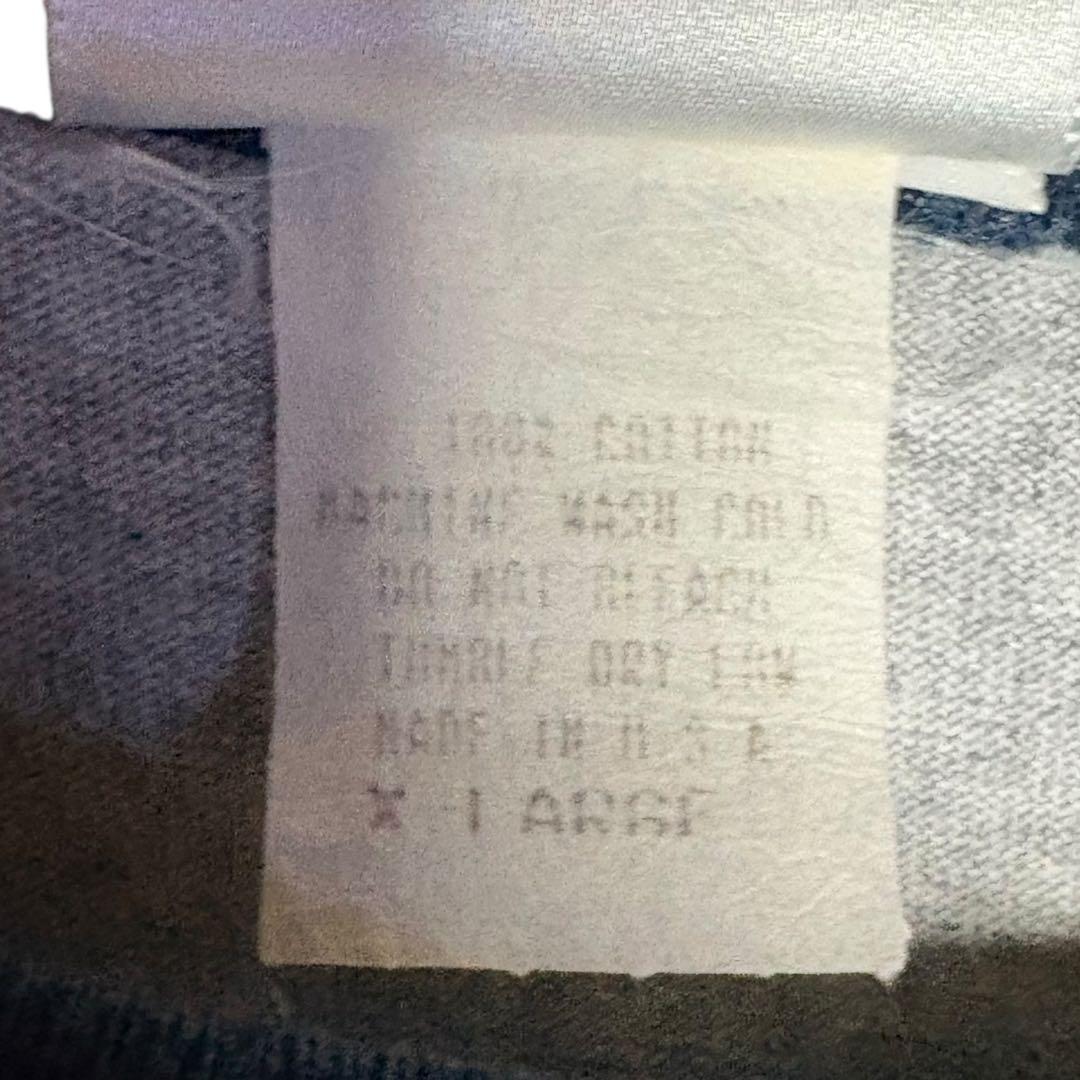 100% COTTON
MACHINE WASH COLD
DO NOT BLEACH
TUMBLE DRY LOW
MADE IN U S A
X-LARGE